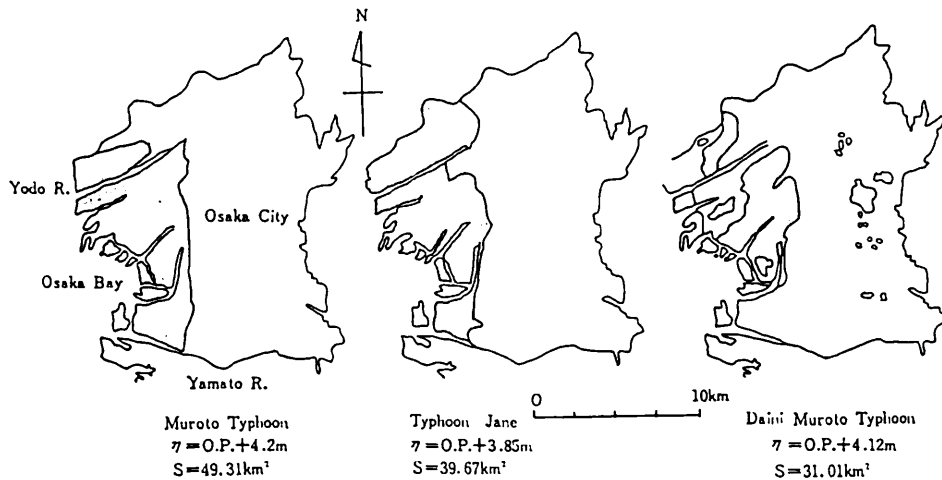 N
Yodo R.
Osaka City
Osaka Bay
Yamato R.
0 10km
Muroto Typhoon
η=O.P.+4.2m
S=49.31km²
Typhoon Jane
η=O.P.+3.85m
S=39.67km²
Daini Muroto Typhoon
η=O.P.+4.12m
S=31.01km²